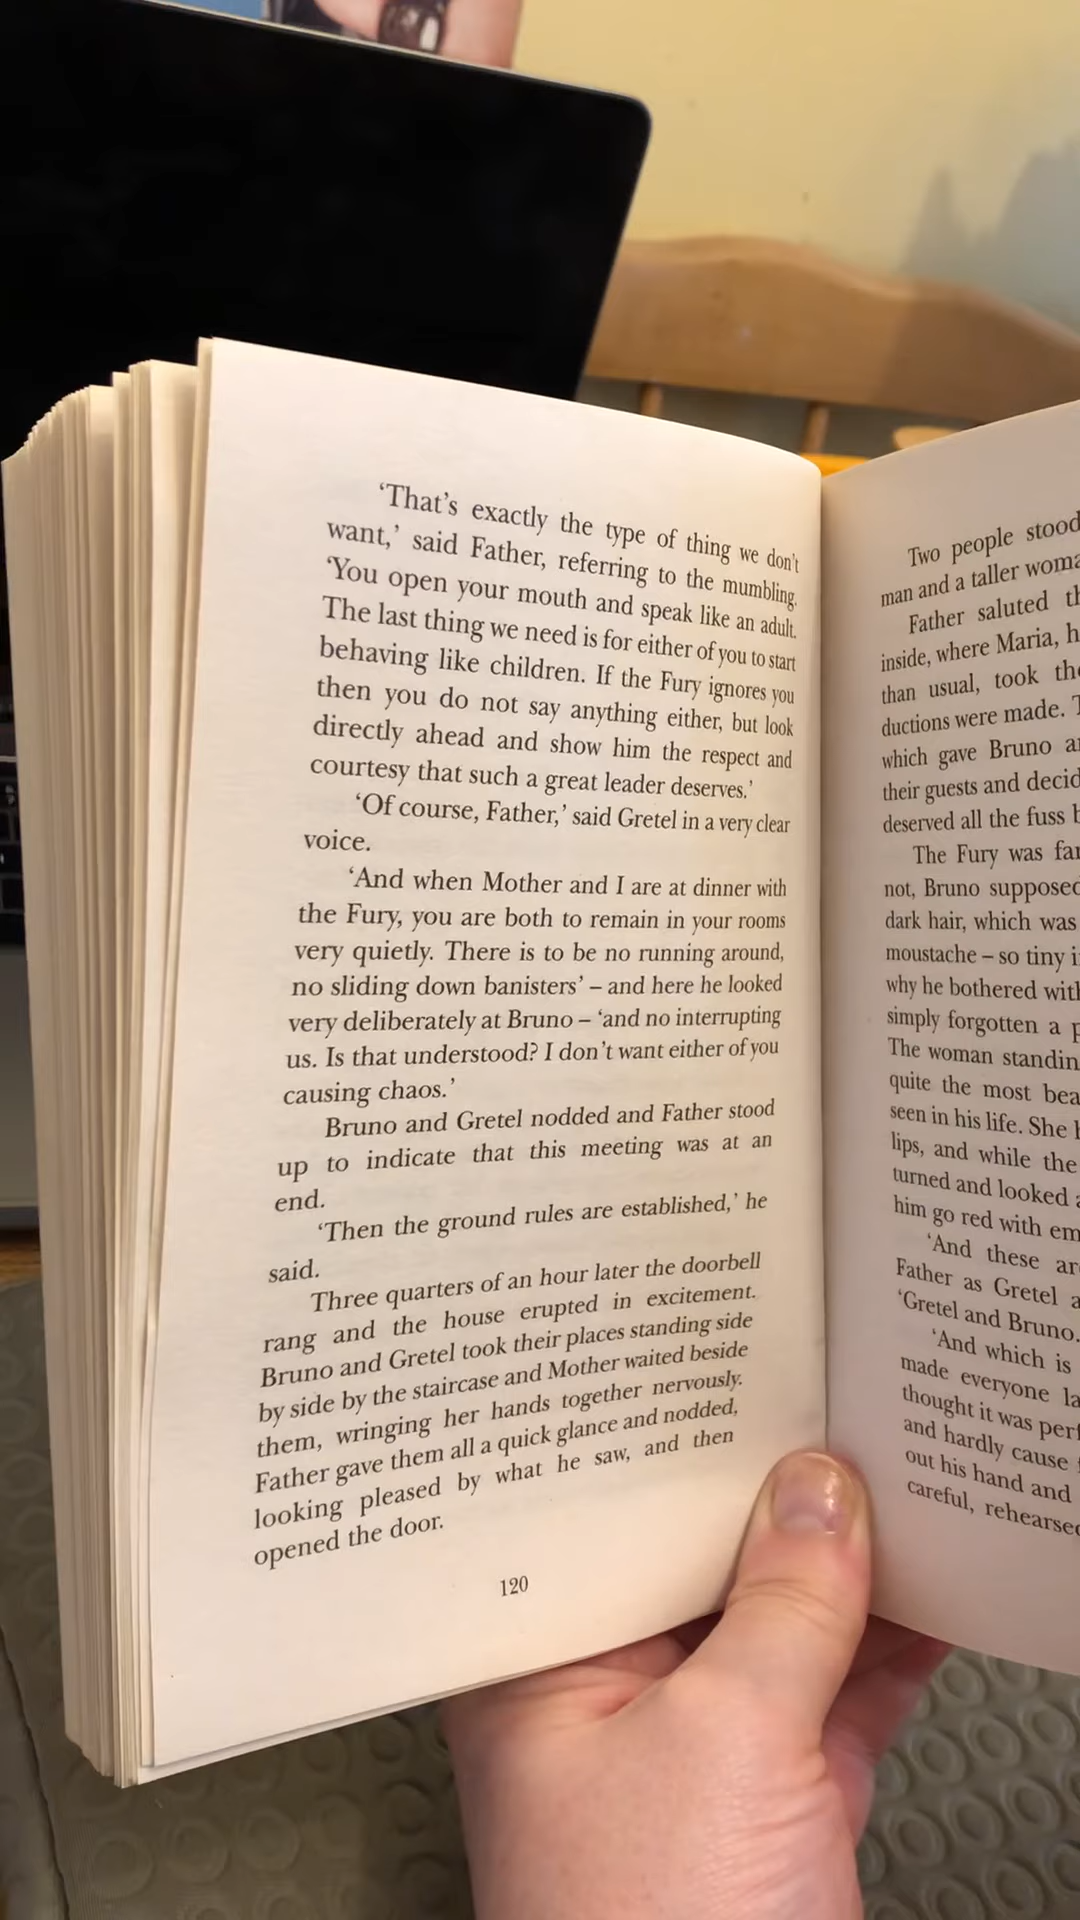 ‘That’s exactly the type of thing we don’t
want,’ said Father, referring to the mumbling.
‘You open your mouth and speak like an adult.
The last thing we need is for either of you to start
behaving like children. If the Fury ignores you
then you do not say anything either, but look
directly ahead and show him the respect and
courtesy that such a great leader deserves.’
‘Of course, Father,’ said Gretel in a very clear
voice.
‘And when Mother and I are at dinner with
the Fury, you are both to remain in your rooms
very quietly. There is to be no running around,
no sliding down banisters’ – and here he looked
very deliberately at Bruno – ‘and no interrupting
us. Is that understood? I don’t want either of you
causing chaos.’
Bruno and Gretel nodded and Father stood
up to indicate that this meeting was at an
end.
‘Then the ground rules are established,’ he
said.
Three quarters of an hour later the doorbell
rang and the house erupted in excitement.
Bruno and Gretel took their places standing side
by side by the staircase and Mother waited beside
them, wringing her hands together nervously.
Father gave them all a quick glance and nodded,
looking pleased by what he saw, and then
opened the door.
120
Two people stood
man and a taller
Father saluted
inside, where Maria,
than usual, took
ductions were made.
which gave Bruno
their guests and
deserved all the fuss
The Fury was
not, Bruno supposed
dark hair, which was
moustache – so tiny
why he bothered
simply forgotten a
The woman
quite the most
seen in his life. She
lips, and while the
turned and looked
him go red with
‘And these
Father as Gretel
‘Gretel and Bruno.
‘And which is
made everyone
thought it was
and hardly cause
out his hand and
careful,